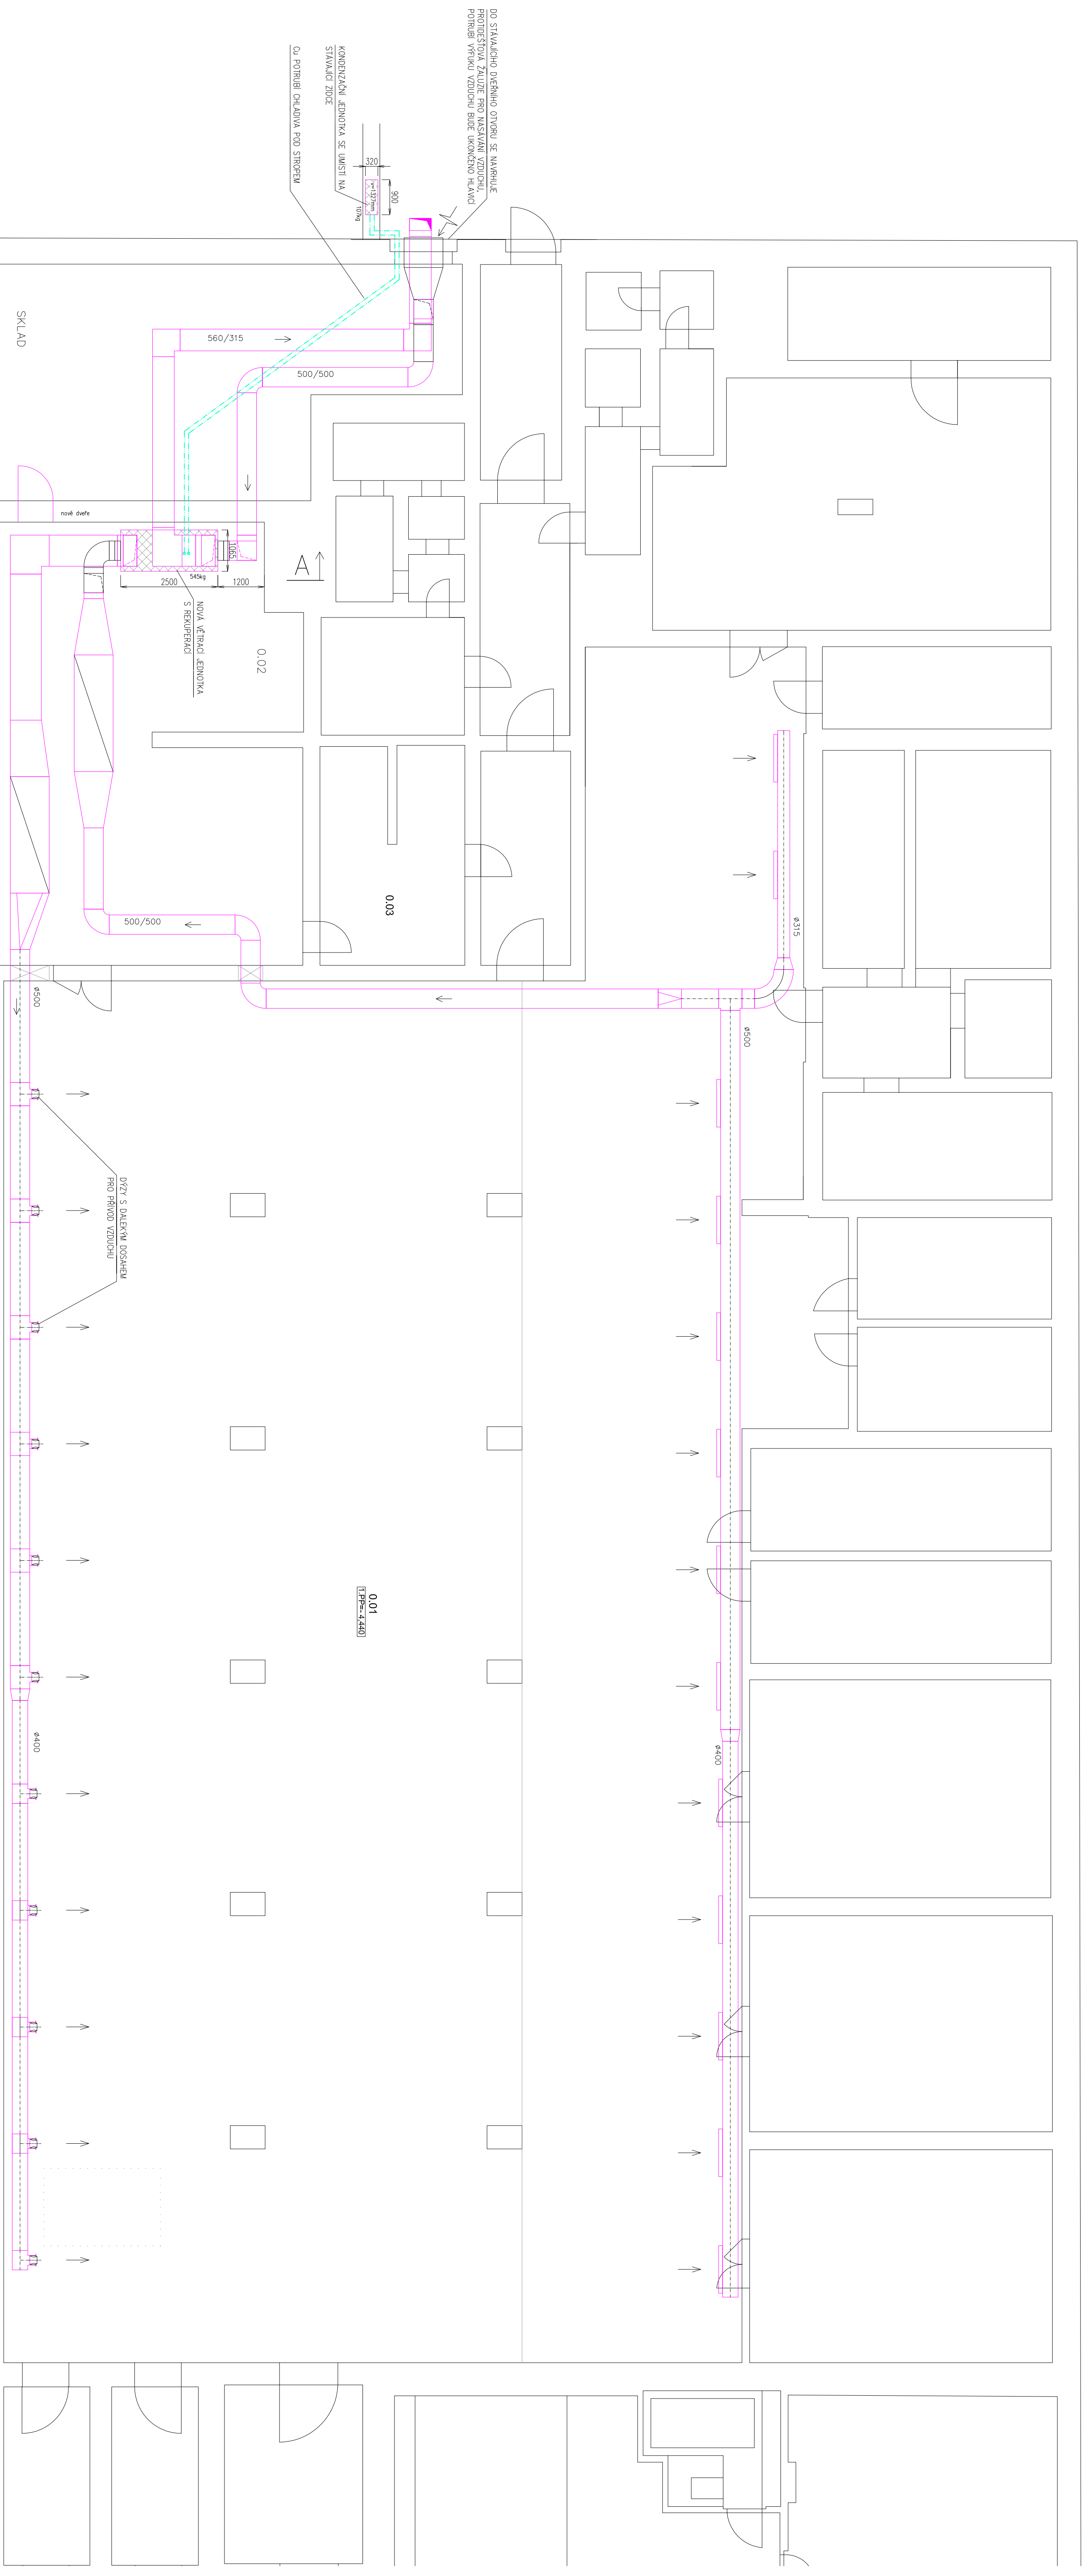 DO STÁVAJÍCÍHO DVEŘNÍHO OTVORU SE NAVRHUJE
PROTIDEŠŤOVÁ ŽALUZIE PRO NASÁVÁNÍ VZDUCHU,
POTRUBÍ VÝFUKU VZDUCHU BUDE UKONČENO HLAVICÍ
KONDENZAČNÍ JEDNOTKA SE UMÍSTÍ NA
STÁVAJÍCÍ ZÍDCE
Cu POTRUBÍ CHLADIVA POD STROPEM
320
900
v=1327mm
107kg
SKLAD
560/315
500/500
nové dveře
1065
545kg
2500
1200
A
NOVÁ VĚTRACÍ JEDNOTKA
S REKUPERACÍ
0.02
0.03
500/500
ø315
ø500
ø500
DÝZY S DALEKÝM DOSAHEM
PRO PŘÍVOD VZDUCHU
0.01
1.PP=-4,440
ø400
ø400